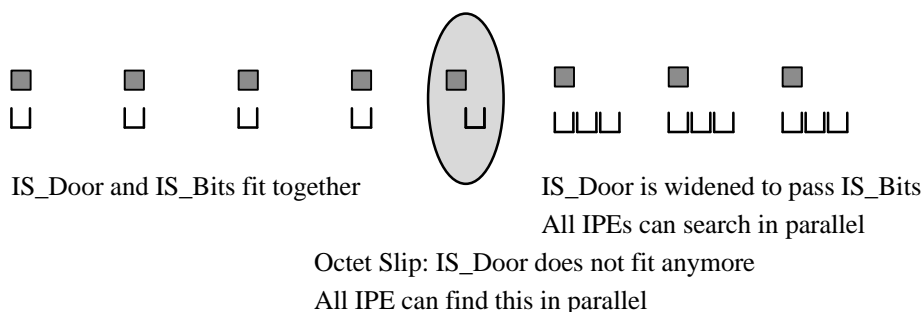 IS_Door and IS_Bits fit together
IS_Door is widened to pass IS_Bits
All IPEs can search in parallel
Octet Slip: IS_Door does not fit anymore
All IPE can find this in parallel